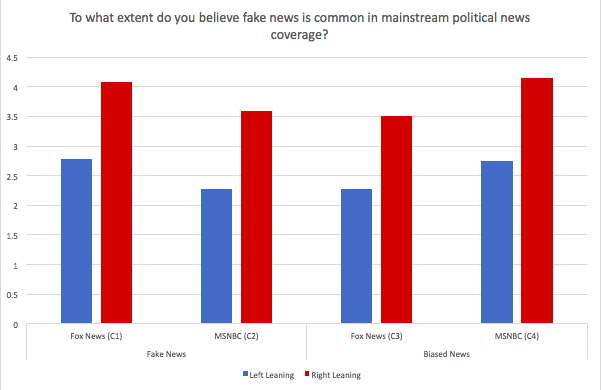 To what extent do you believe fake news is common in mainstream political news
coverage?
4.5
4
3.5
3
2.5
2
1.5
1
0.5
0
Fox News (C1)
MSNBC (C2)
Fox News (C3)
MSNBC (C4)
Fake News
Biased News
Left Leaning
Right Leaning